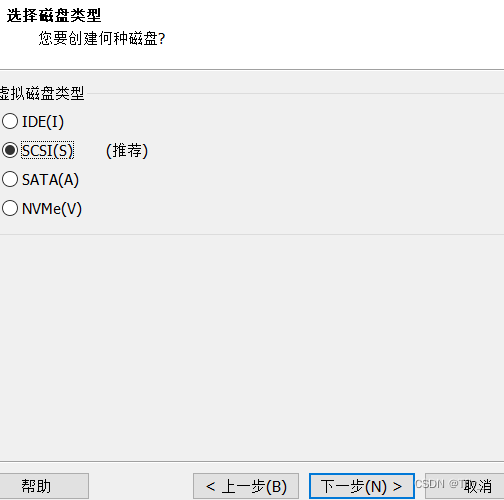 选择磁盘类型
您要创建何种磁盘?
虚拟磁盘类型
IDE(I)
SCSI(S) (推荐)
SATA(A)
NVMe(V)
帮助 < 上一步(B) 下一步(N) > 取消
CSDN